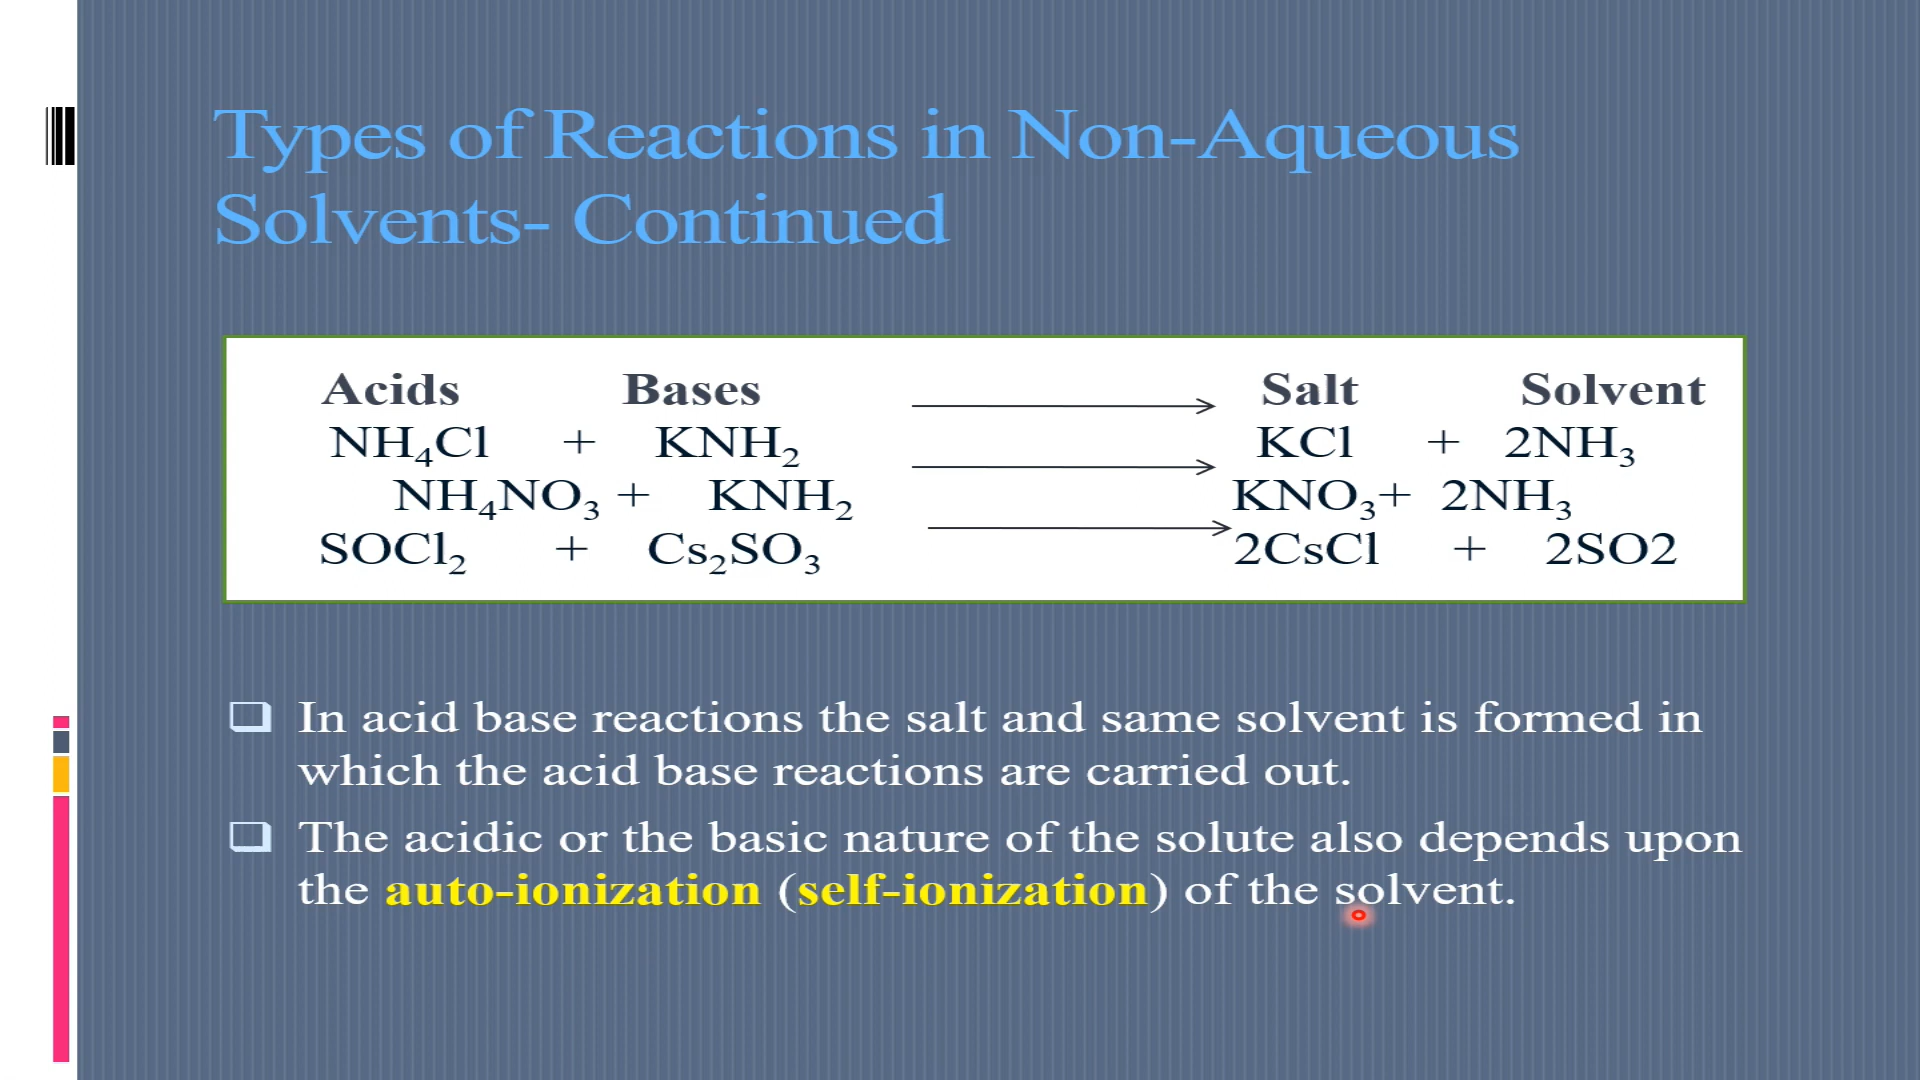 Types of Reactions in Non-Aqueous
Solvents- Continued
Acids Bases Salt Solvent
NH₄Cl + KNH₂ KCl + 2NH₃
NH₄NO₃ + KNH₂ KNO₃+ 2NH₃
SOCl₂ + Cs₂SO₃ 2CsCl + 2SO2
In acid base reactions the salt and same solvent is formed in
which the acid base reactions are carried out.
The acidic or the basic nature of the solute also depends upon
the auto-ionization (self-ionization) of the solvent.